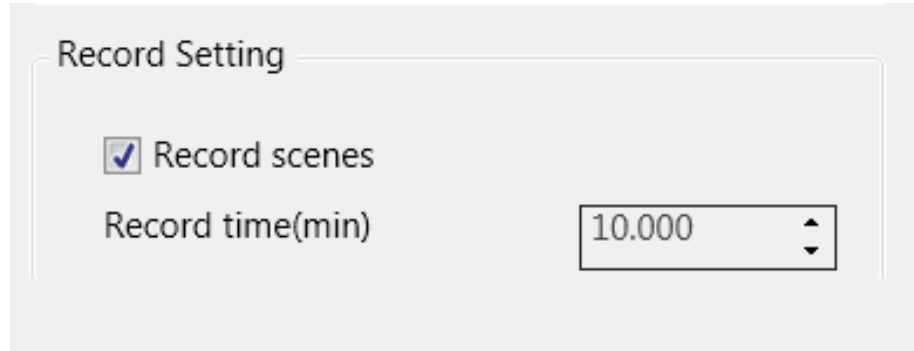 Record Setting
Record scenes
Record time(min) 10.000